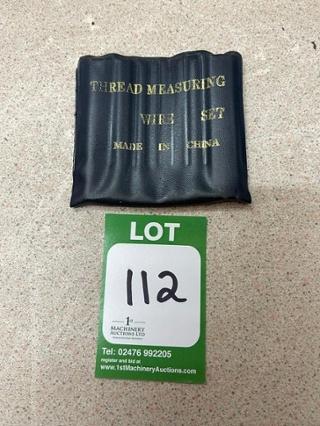 THREAD MEASURING
WIRE SET
MADE IN CHINA
LOT
112
1st
MACHINERY
AUCTIONS LTD
Tel: 02476 992205
register and bid at
www.1stMachineryAuctions.com